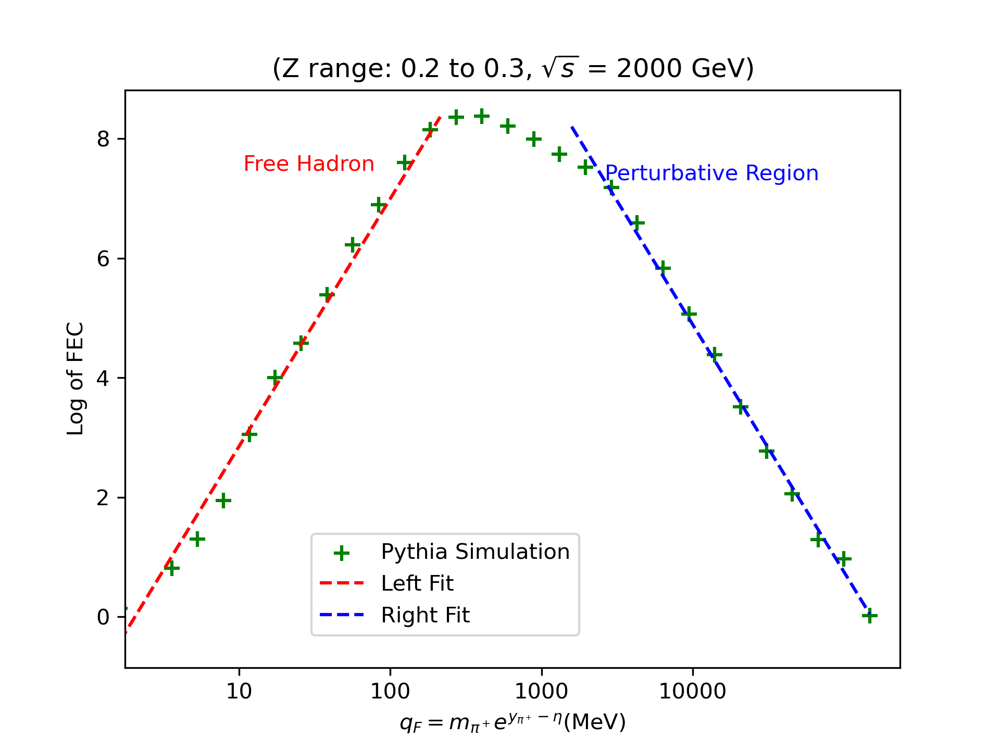 (Z range: 0.2 to 0.3, √s = 2000 GeV)
Log of FEC
8
6
4
2
0
Free Hadron
Perturbative Region
Pythia Simulation
Left Fit
Right Fit
10 100 1000 10000
q_F = m_{π^+} e^{y_{π^+} − η}(MeV)